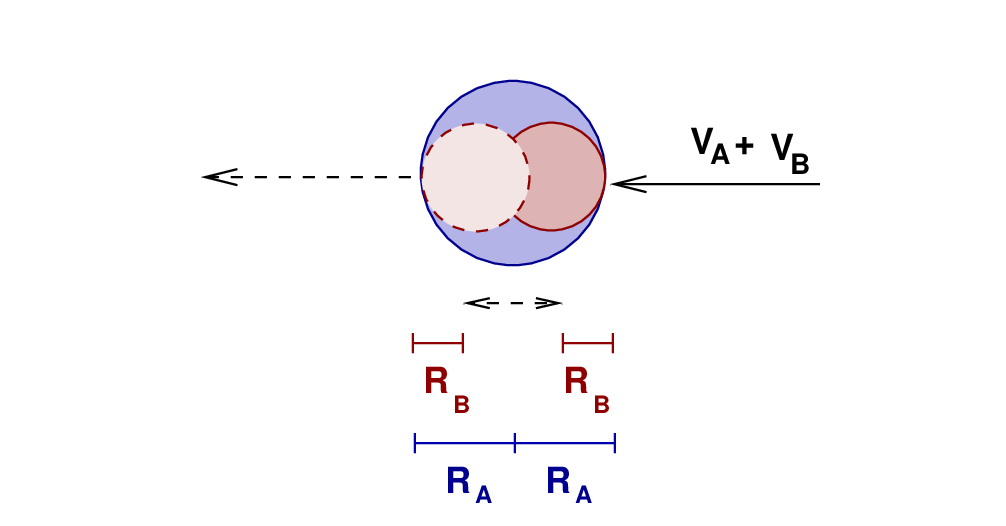 VA + VB
RB RB
RA RA